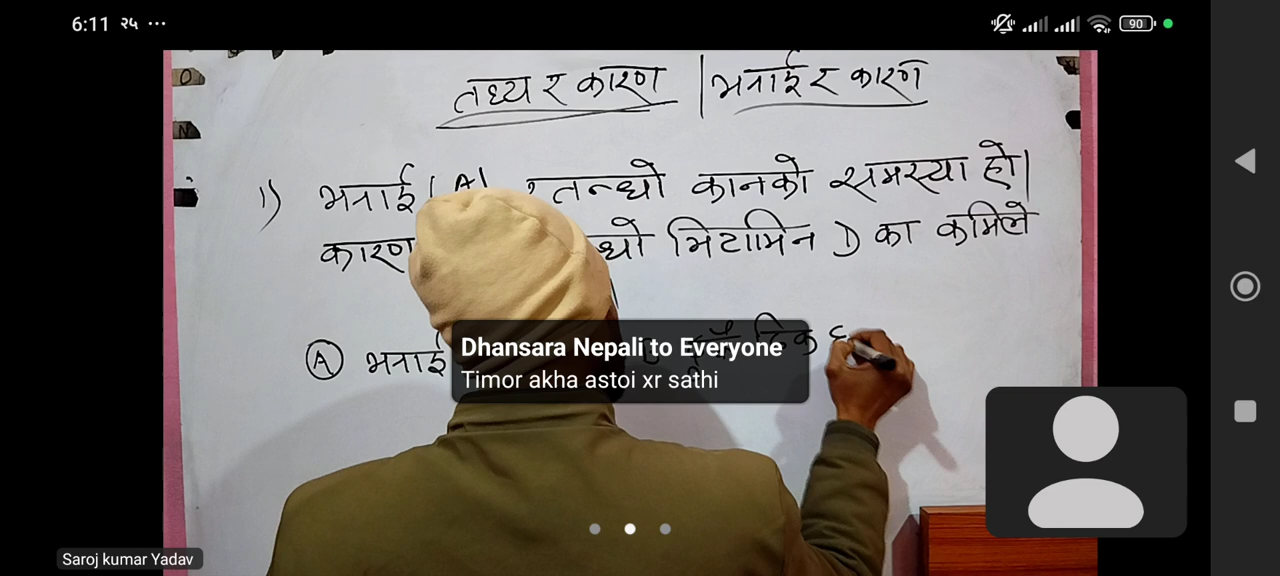 6:11 २५ ...
90
तथ्य र कारण | भनाई र कारण
1) भनाई (A) रतन्धो कानको समस्या हो।
कारण न्धो भिटामिन D का कमिले
Dhansara Nepali to Everyone
Timor akha astoi xr sathi
(A) भनाई ठिक
Saroj kumar Yadav